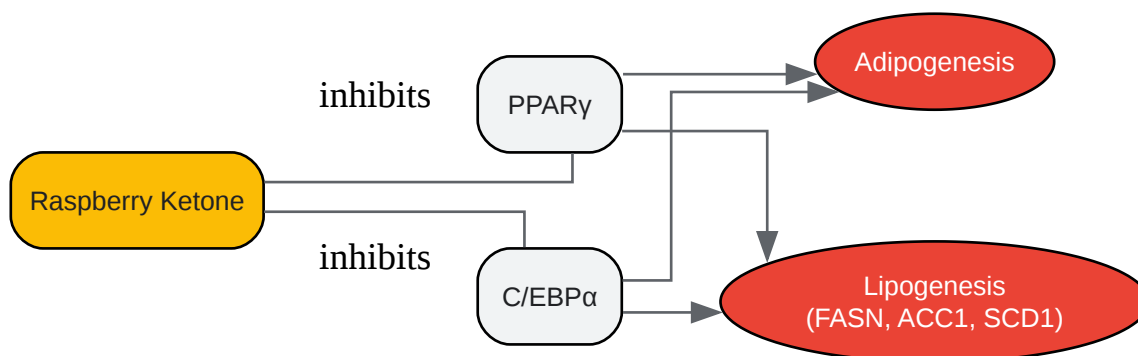 inhibits
PPARγ
Adipogenesis
Raspberry Ketone
inhibits
C/EBPα
Lipogenesis
(FASN, ACC1, SCD1)